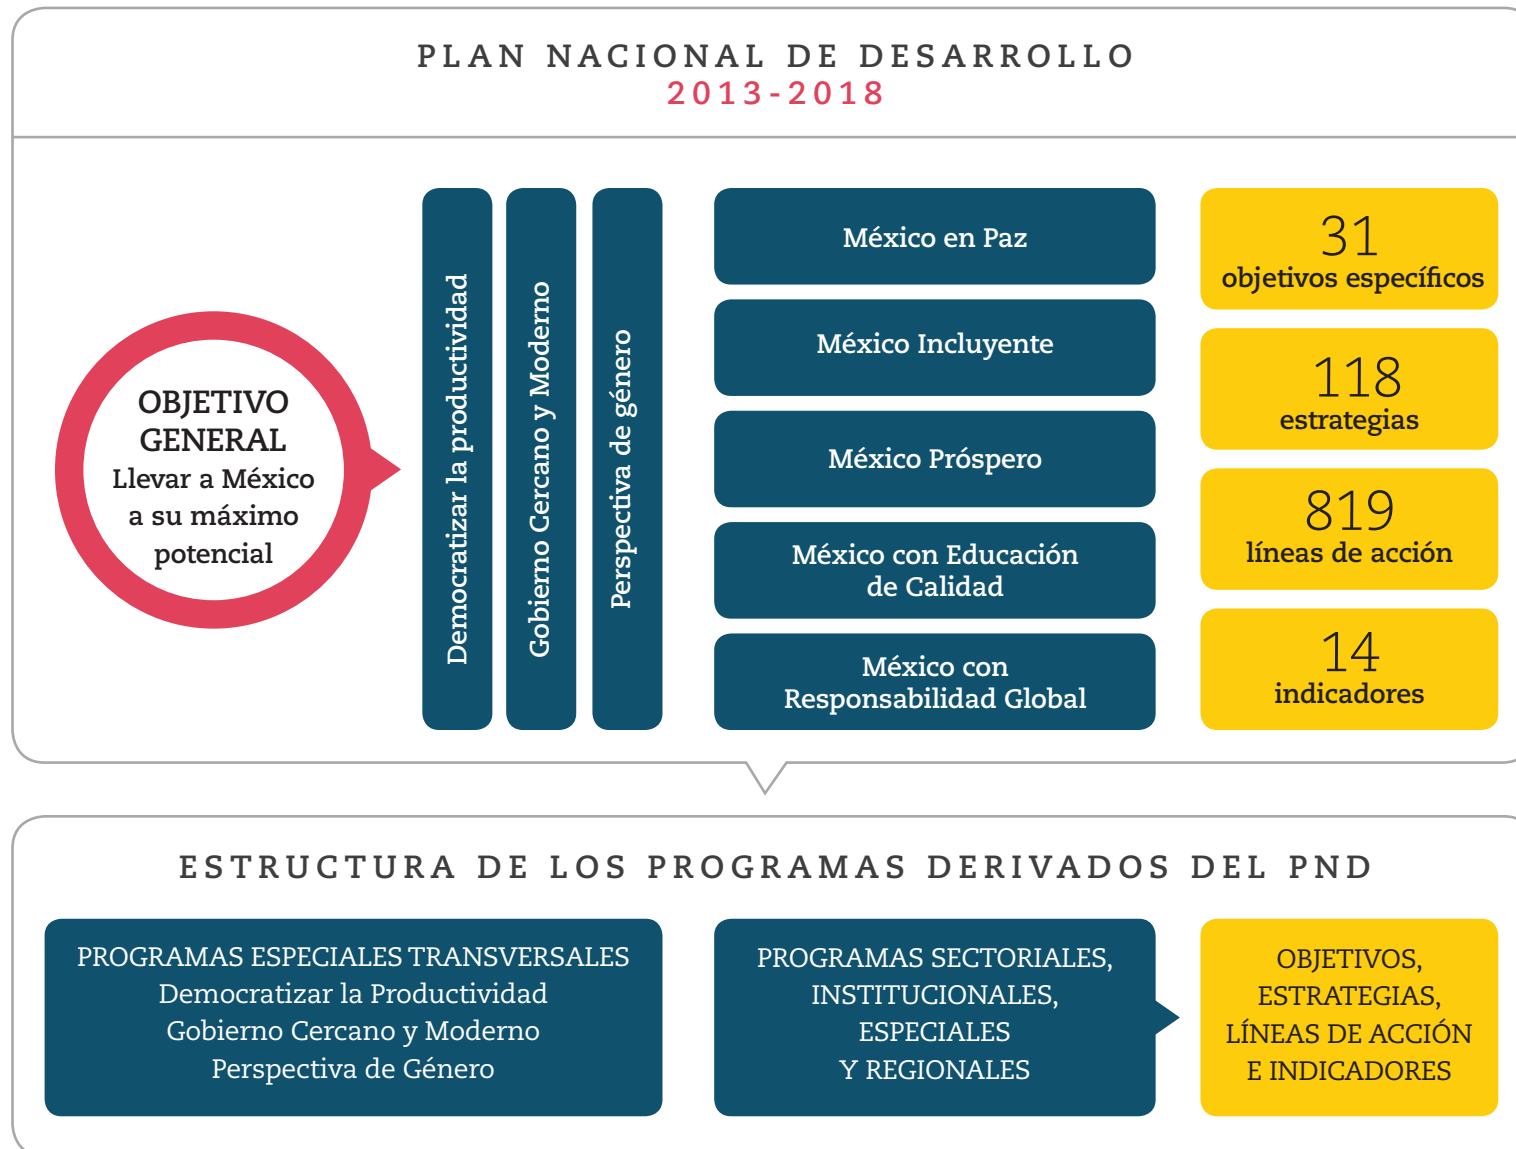 PLAN NACIONAL DE DESARROLLO
2013-2018
OBJETIVO
GENERAL
Llevar a México
a su máximo
potencial
Democratizar la productividad
Gobierno Cercano y Moderno
Perspectiva de género
México en Paz
México Incluyente
México Próspero
México con Educación
de Calidad
México con
Responsabilidad Global
31
objetivos específicos
118
estrategias
819
líneas de acción
14
indicadores
ESTRUCTURA DE LOS PROGRAMAS DERIVADOS DEL PND
PROGRAMAS ESPECIALES TRANSVERSALES
Democratizar la Productividad
Gobierno Cercano y Moderno
Perspectiva de Género
PROGRAMAS SECTORIALES,
INSTITUCIONALES,
ESPECIALES
Y REGIONALES
OBJETIVOS,
ESTRATEGIAS,
LÍNEAS DE ACCIÓN
E INDICADORES